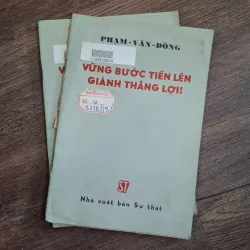 PHẠM-VĂN-ĐỒNG
VỮNG BƯỚC TIẾN LÊN
GIÀNH THẮNG LỢI!
ST
Nhà xuất bản Sự thật